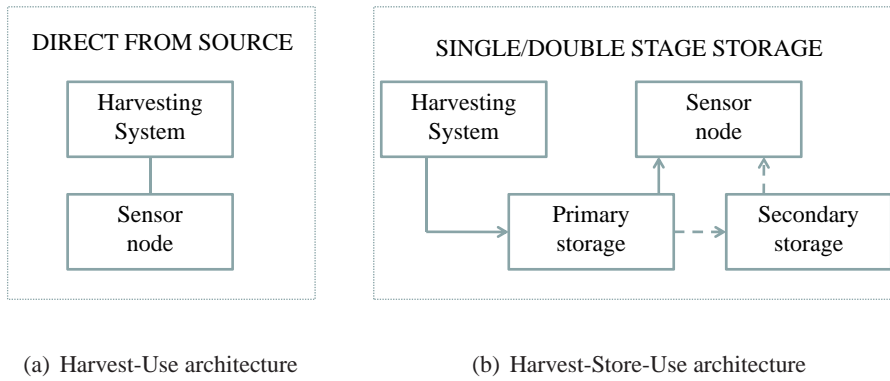 DIRECT FROM SOURCE
Harvesting
System
Sensor
node
(a) Harvest-Use architecture
SINGLE/DOUBLE STAGE STORAGE
Harvesting
System
Sensor
node
Primary
storage
Secondary
storage
(b) Harvest-Store-Use architecture